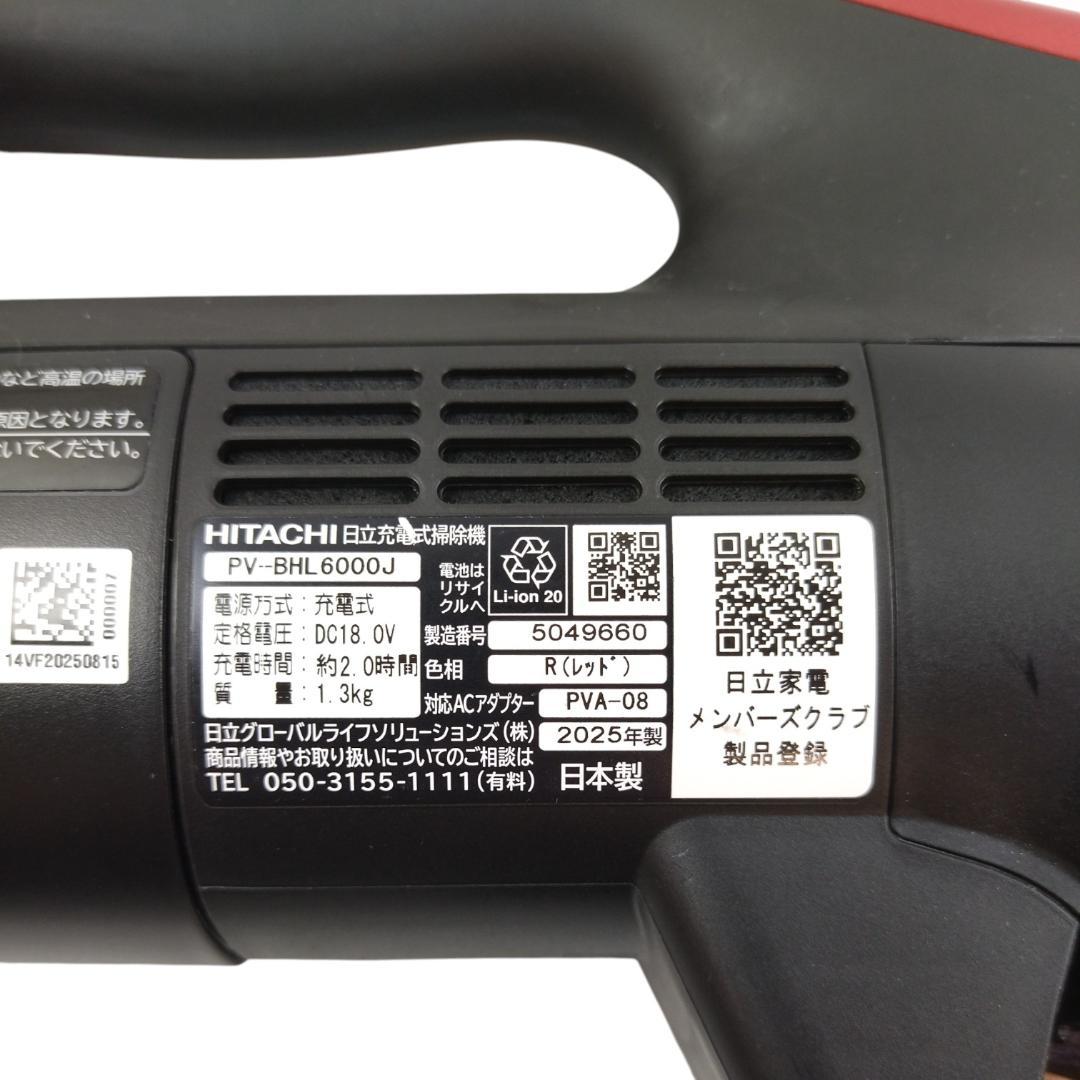 など高温の場所
原因となります。
いでください。
000007
14VF20250815
HITACHI 日立充電式掃除機
PV--BHL6000J
電源方式：充電式
定格電圧：DC18.0V
充電時間：約2.0時間
質　　量：1.3kg
電池は
リサイ
クルへ
Li-ion 20
製造番号 5049660
色相 R(ﾚｯﾄﾞ)
対応ACアダプター PVA-08
2025年製
日立グローバルライフソリューションズ(株)
商品情報やお取り扱いについてのご相談は
TEL 050-3155-1111(有料)
日本製
日立家電
メンバーズクラブ
製品登録